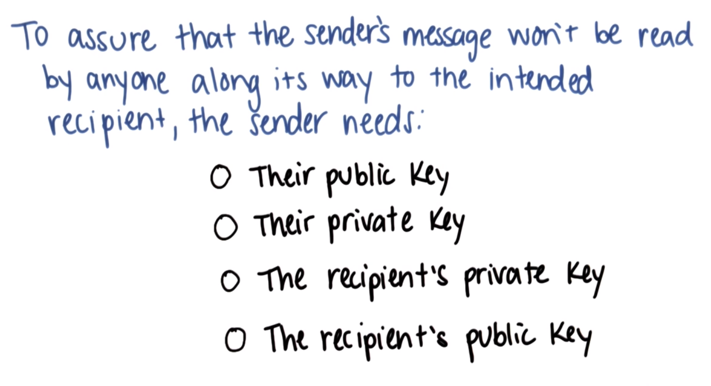 To assure that the sender's message won't be read
by anyone along its way to the intended
recipient, the sender needs:
O Their public key
O Their private key
O The recipient's private key
O The recipient's public key